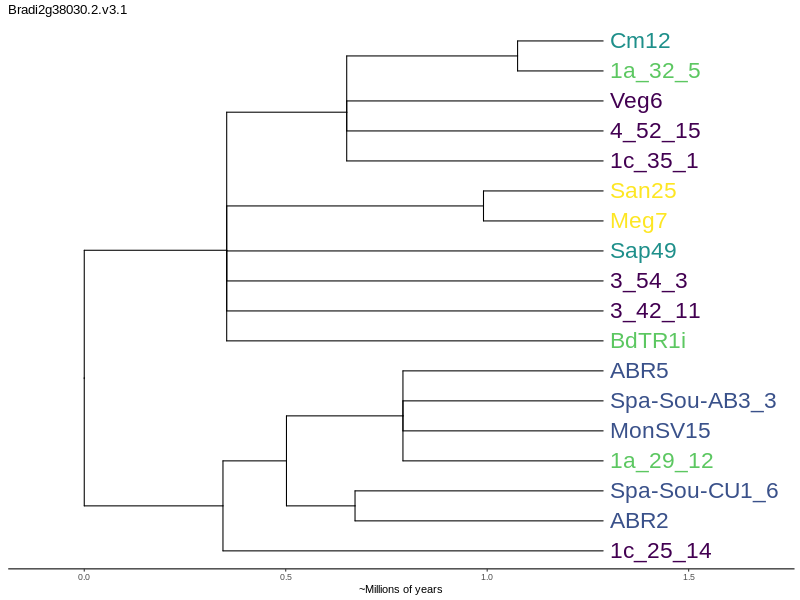 Bradi2g38030.2.v3.1
Cm12
1a_32_5
Veg6
4_52_15
1c_35_1
San25
Meg7
Sap49
3_54_3
3_42_11
BdTR1i
ABR5
Spa-Sou-AB3_3
MonSV15
1a_29_12
Spa-Sou-CU1_6
ABR2
1c_25_14
0.0 0.5 1.0 1.5
~Millions of years